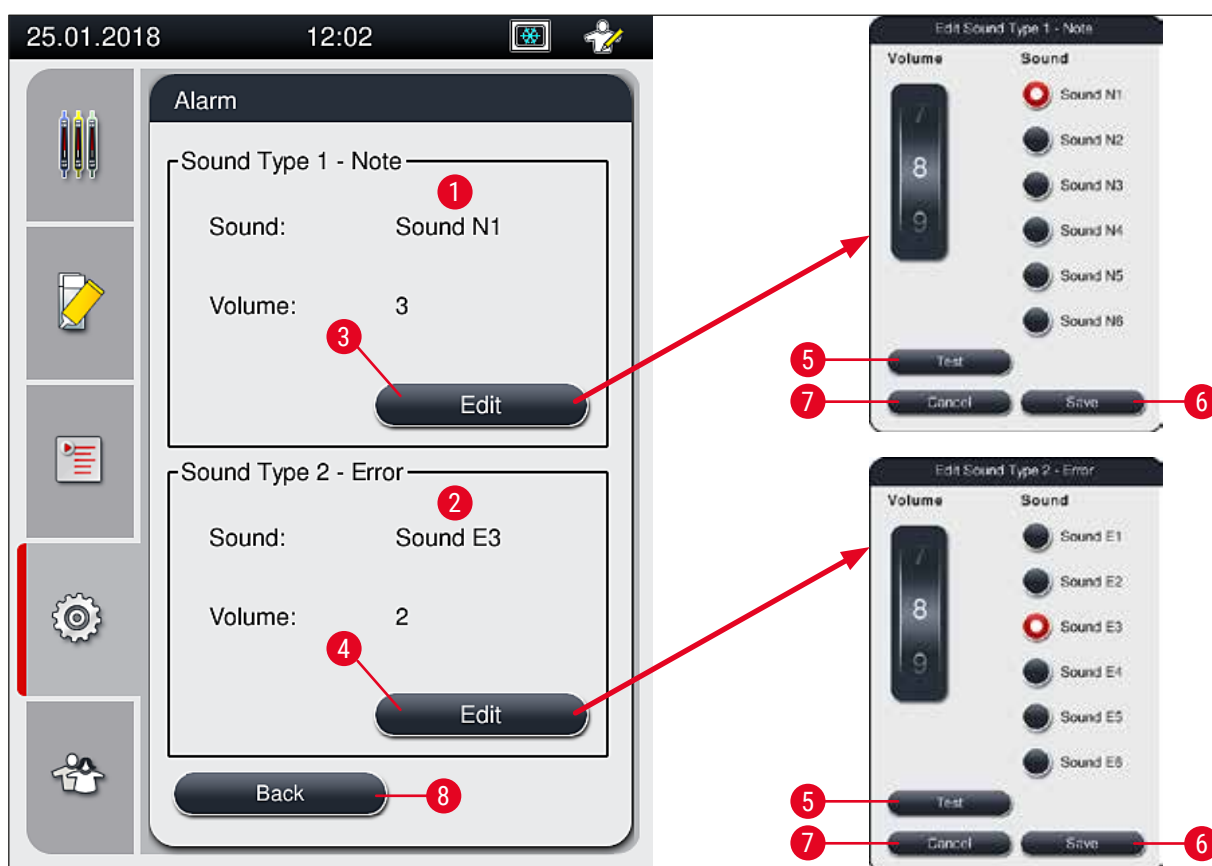 25.01.2018 12:02
Alarm
Sound Type 1 - Note
1
Sound: Sound N1
Volume: 3
3
Edit
Sound Type 2 - Error
2
Sound: Sound E3
Volume: 2
4
Edit
Back
8
Edit Sound Type 1 - Note
Volume Sound
7
8
9
Sound N1
Sound N2
Sound N3
Sound N4
Sound N5
Sound N6
5 Test
7 Cancel Save 6
Edit Sound Type 2 - Error
Volume Sound
7
8
9
Sound E1
Sound E2
Sound E3
Sound E4
Sound E5
Sound E6
5 Test
7 Cancel Save 6